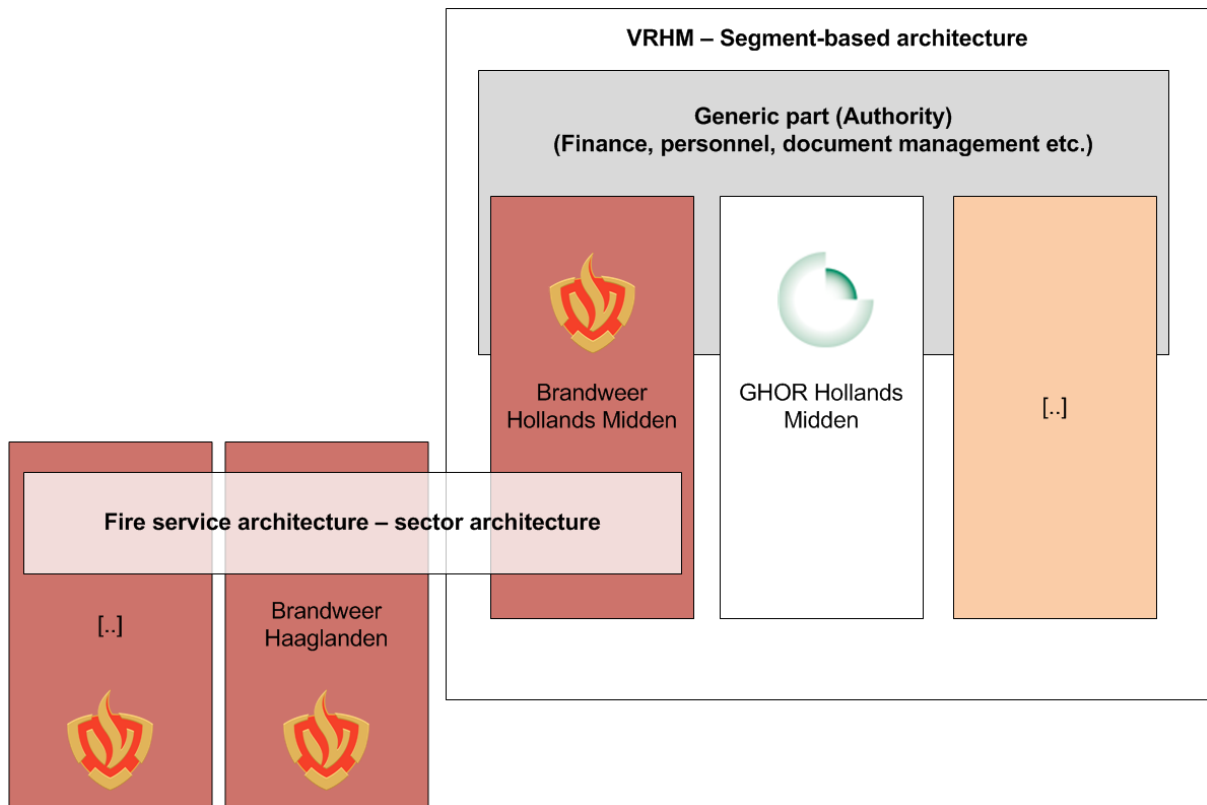 VRHM – Segment-based architecture
Generic part (Authority)
(Finance, personnel, document management etc.)
Brandweer
Hollands Midden
GHOR Hollands
Midden
[..]
Fire service architecture – sector architecture
[..]
Brandweer
Haaglanden